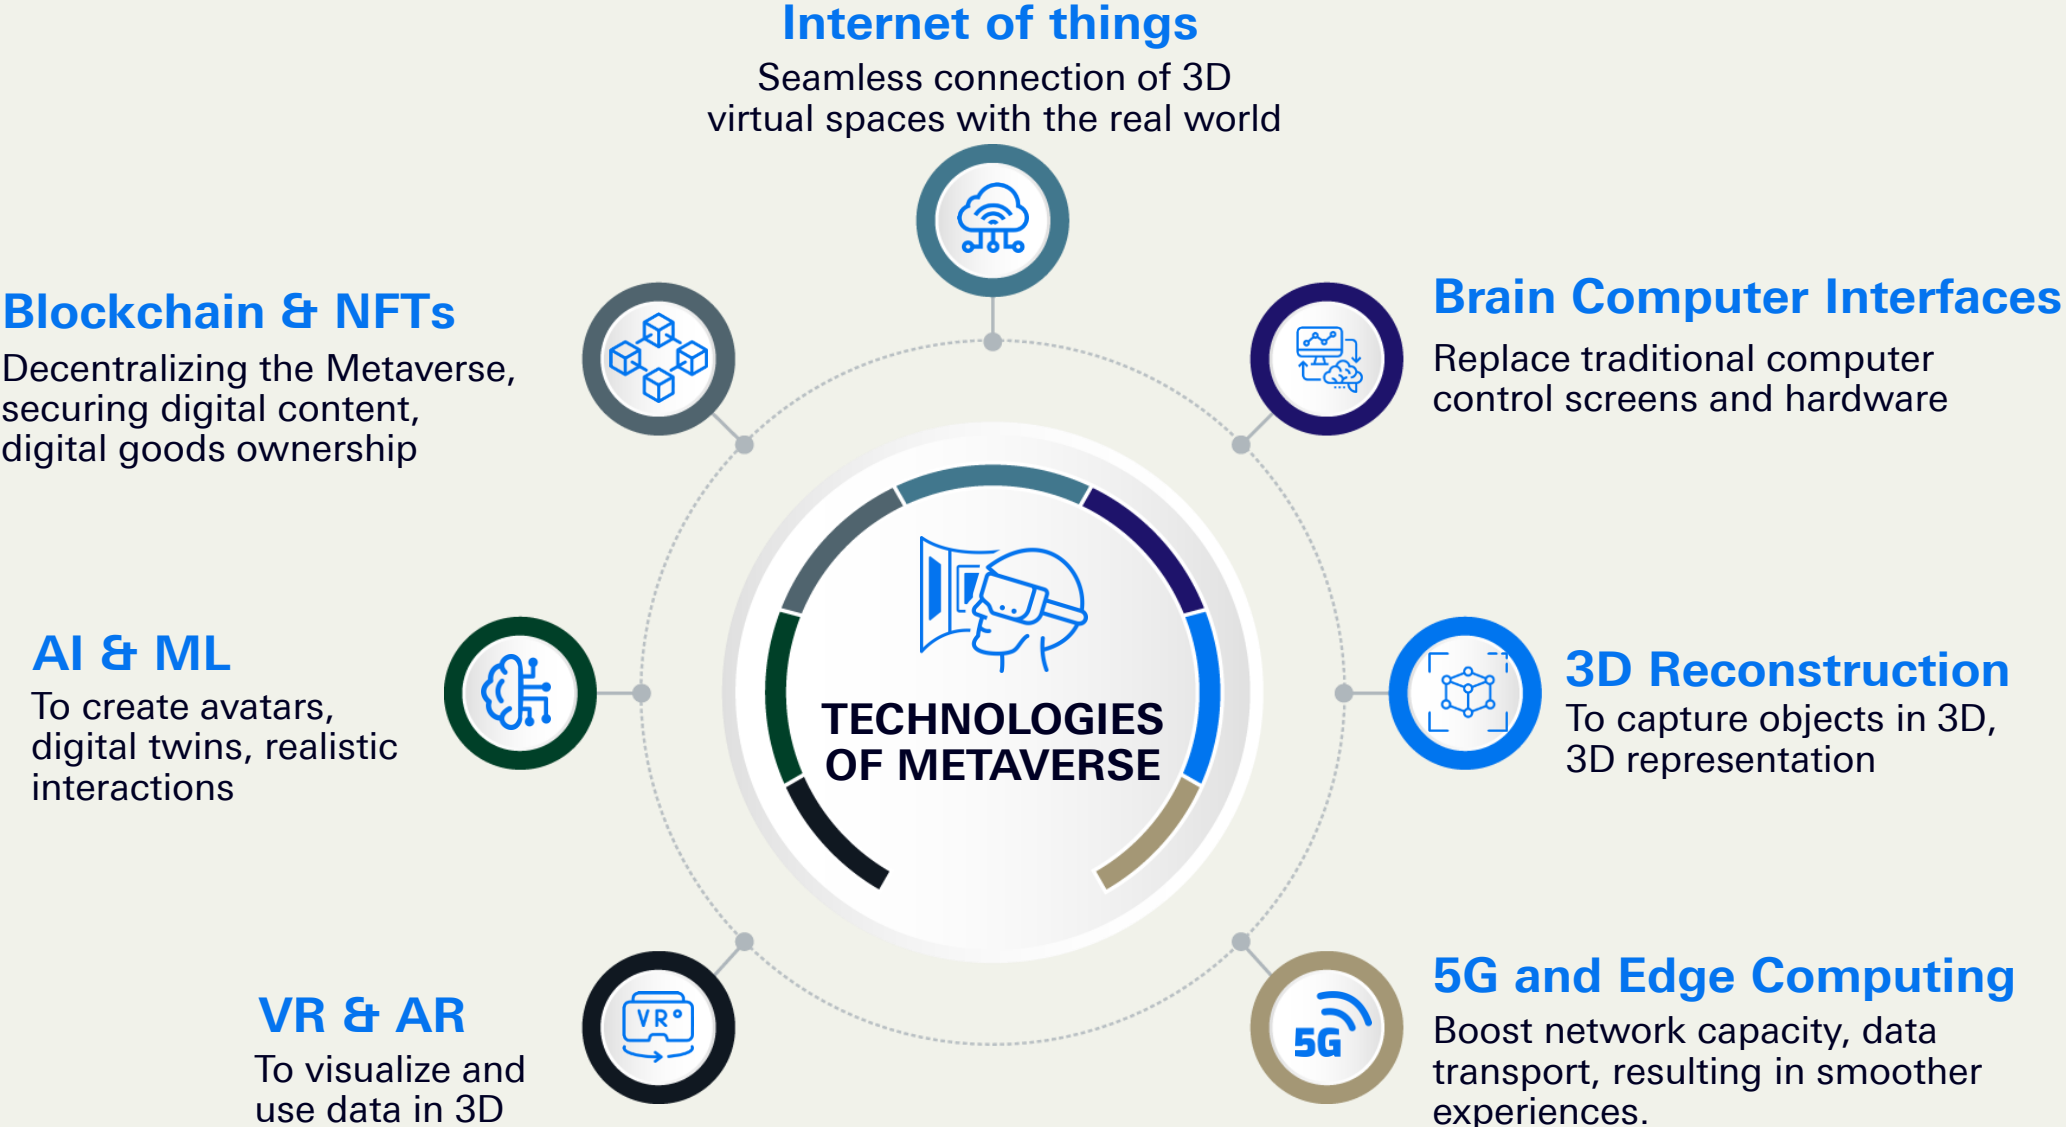 Internet of things
Seamless connection of 3D
virtual spaces with the real world
Blockchain & NFTs
Decentralizing the Metaverse,
securing digital content,
digital goods ownership
Brain Computer Interfaces
Replace traditional computer
control screens and hardware
AI & ML
To create avatars,
digital twins, realistic
interactions
TECHNOLOGIES
OF METAVERSE
3D Reconstruction
To capture objects in 3D,
3D representation
VR & AR
To visualize and
use data in 3D
VR
5G
5G and Edge Computing
Boost network capacity, data
transport, resulting in smoother
experiences.